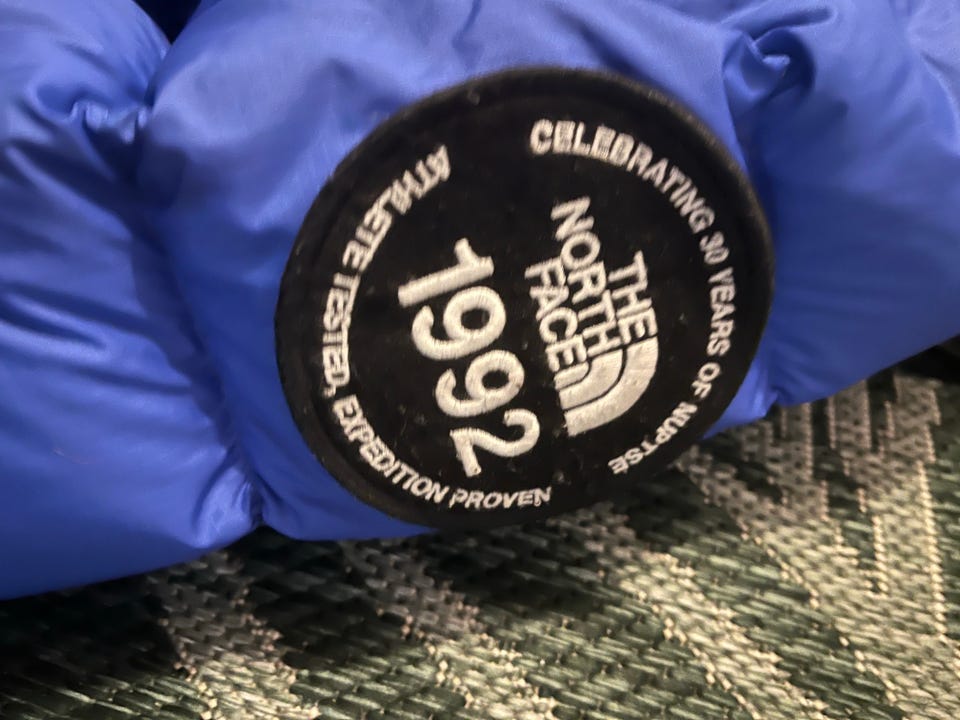 CELEBRATING 30 YEARS OF NUPTSE
THE
NORTH
FACE
1992
ATHLETE TESTED, EXPEDITION PROVEN